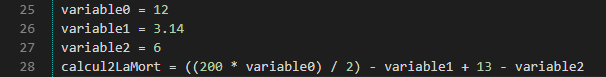 25 variable0 = 12
26 variable1 = 3.14
27 variable2 = 6
28 calcul2LaMort = ((200 * variable0) / 2) - variable1 + 13 - variable2